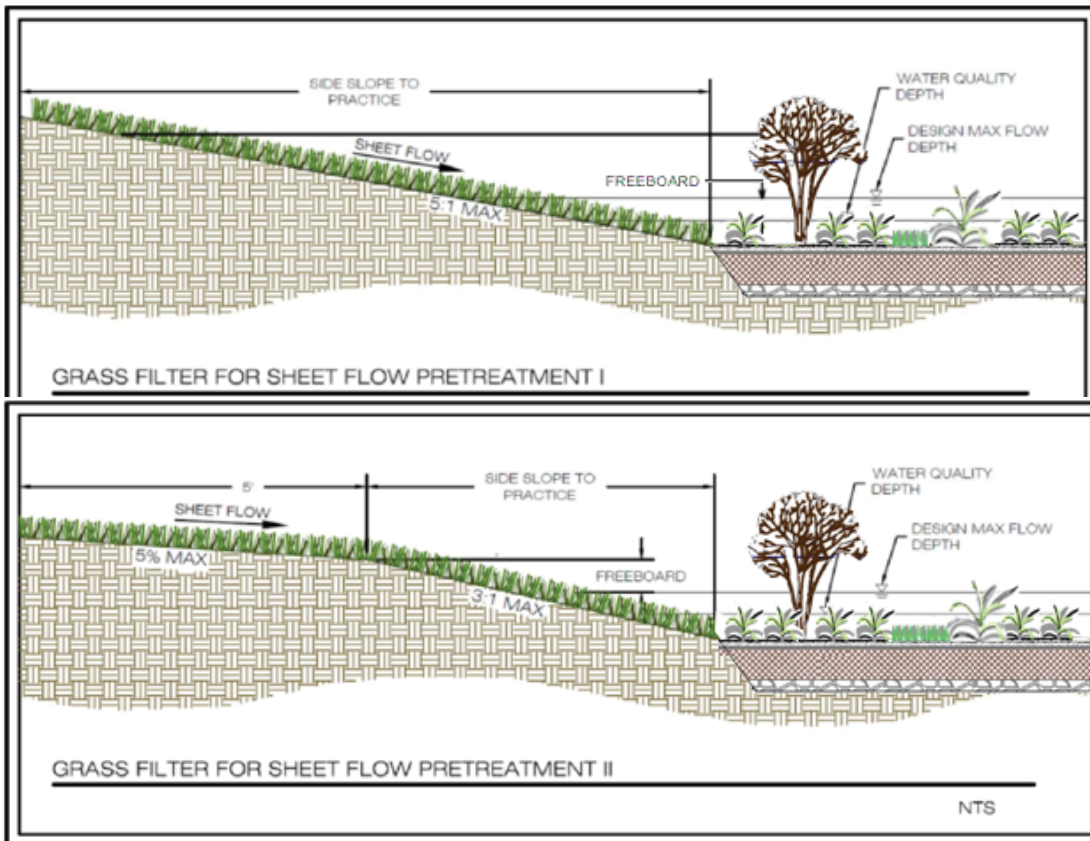 SIDE SLOPE TO
PRACTICE
WATER QUALITY
DEPTH
DESIGN MAX FLOW
DEPTH
SHEET FLOW
FREEBOARD
5:1 MAX.
GRASS FILTER FOR SHEET FLOW PRETREATMENT I
5'
SIDE SLOPE TO
PRACTICE
WATER QUALITY
DEPTH
SHEET FLOW
DESIGN MAX FLOW
DEPTH
5% MAX
FREEBOARD
3:1 MAX.
GRASS FILTER FOR SHEET FLOW PRETREATMENT II
NTS